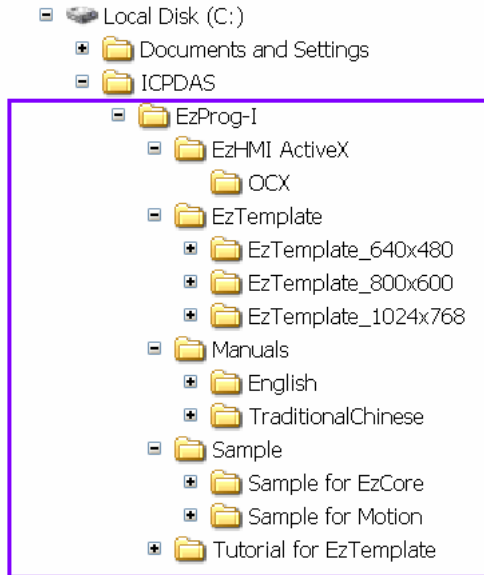 Local Disk (C:)
Documents and Settings
ICPDAS
EzProg-I
EzHMI ActiveX
OCX
EzTemplate
EzTemplate_640x480
EzTemplate_800x600
EzTemplate_1024x768
Manuals
English
TraditionalChinese
Sample
Sample for EzCore
Sample for Motion
Tutorial for EzTemplate